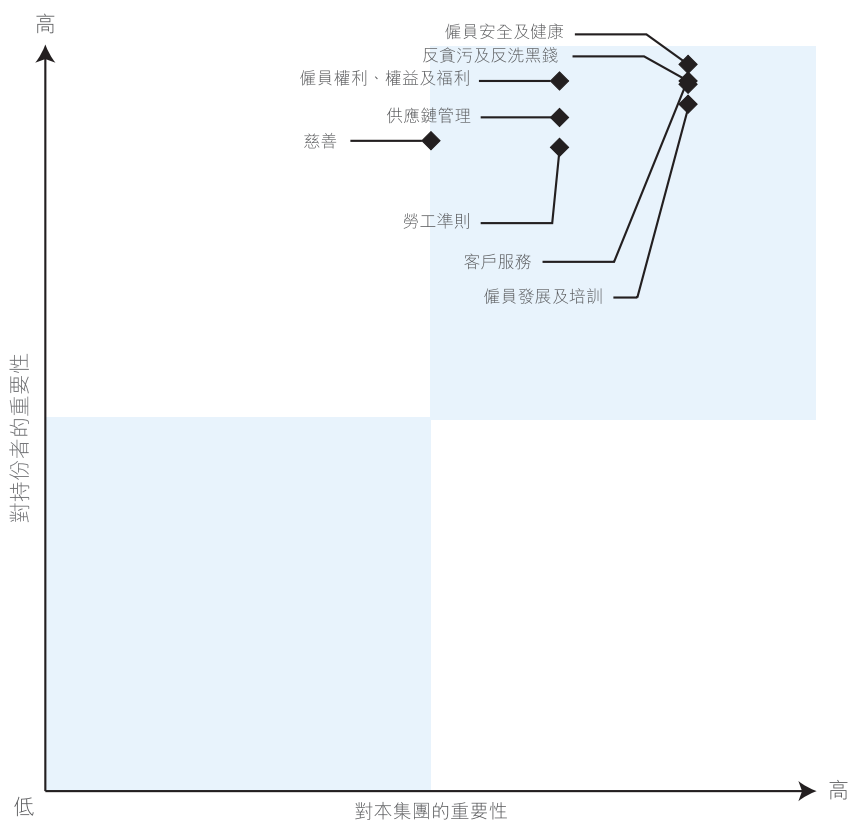 高
僱員安全及健康
反貪污及反洗黑錢
僱員權利、權益及福利
供應鏈管理
慈善
勞工準則
客戶服務
僱員發展及培訓
對持份者的重要性
低
對本集團的重要性
高